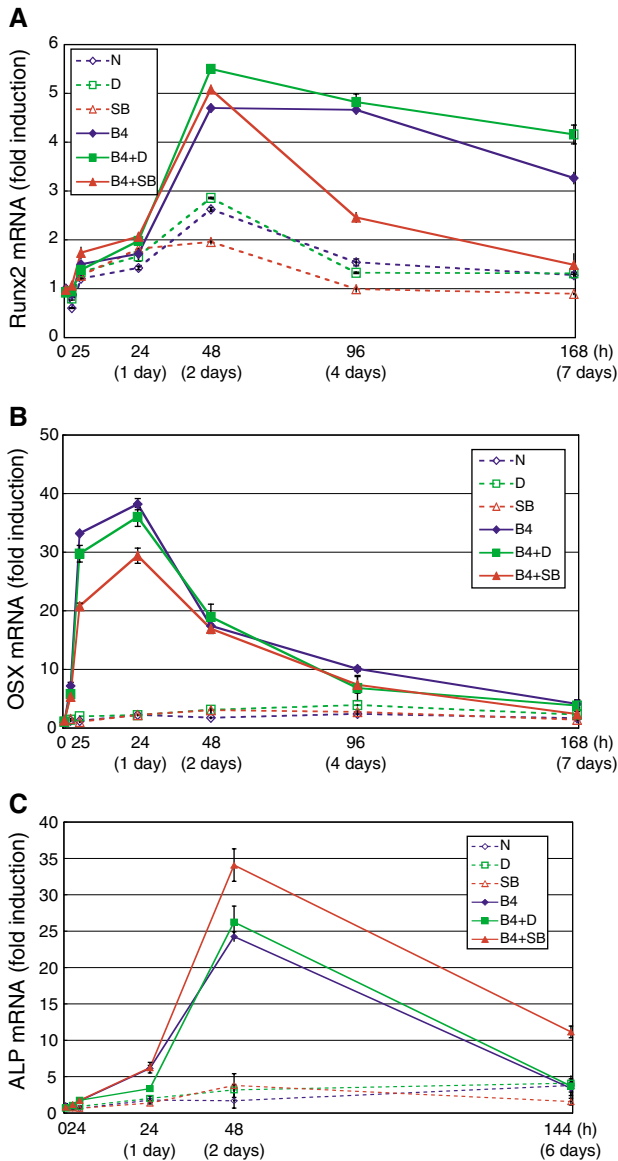 A
Runx2 mRNA (fold induction)
6
5
4
3
2
1
0
N
D
SB
B4
B4+D
B4+SB
0 25 24 48 96 168 (h)
(1 day) (2 days) (4 days) (7 days)
B
OSX mRNA (fold induction)
50
40
30
20
10
0
N
D
SB
B4
B4+D
B4+SB
0 25 24 48 96 168 (h)
(1 day) (2 days) (4 days) (7 days)
C
ALP mRNA (fold induction)
40
35
30
25
20
15
10
5
0
N
D
SB
B4
B4+D
B4+SB
024 24 48 144 (h)
(1 day) (2 days) (6 days)